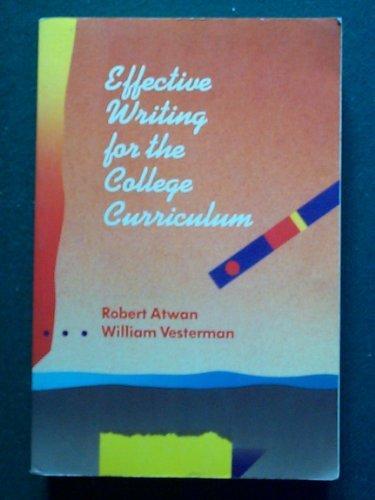 Effective
Writing
for the
College
Curriculum
Robert Atwan
William Vesterman